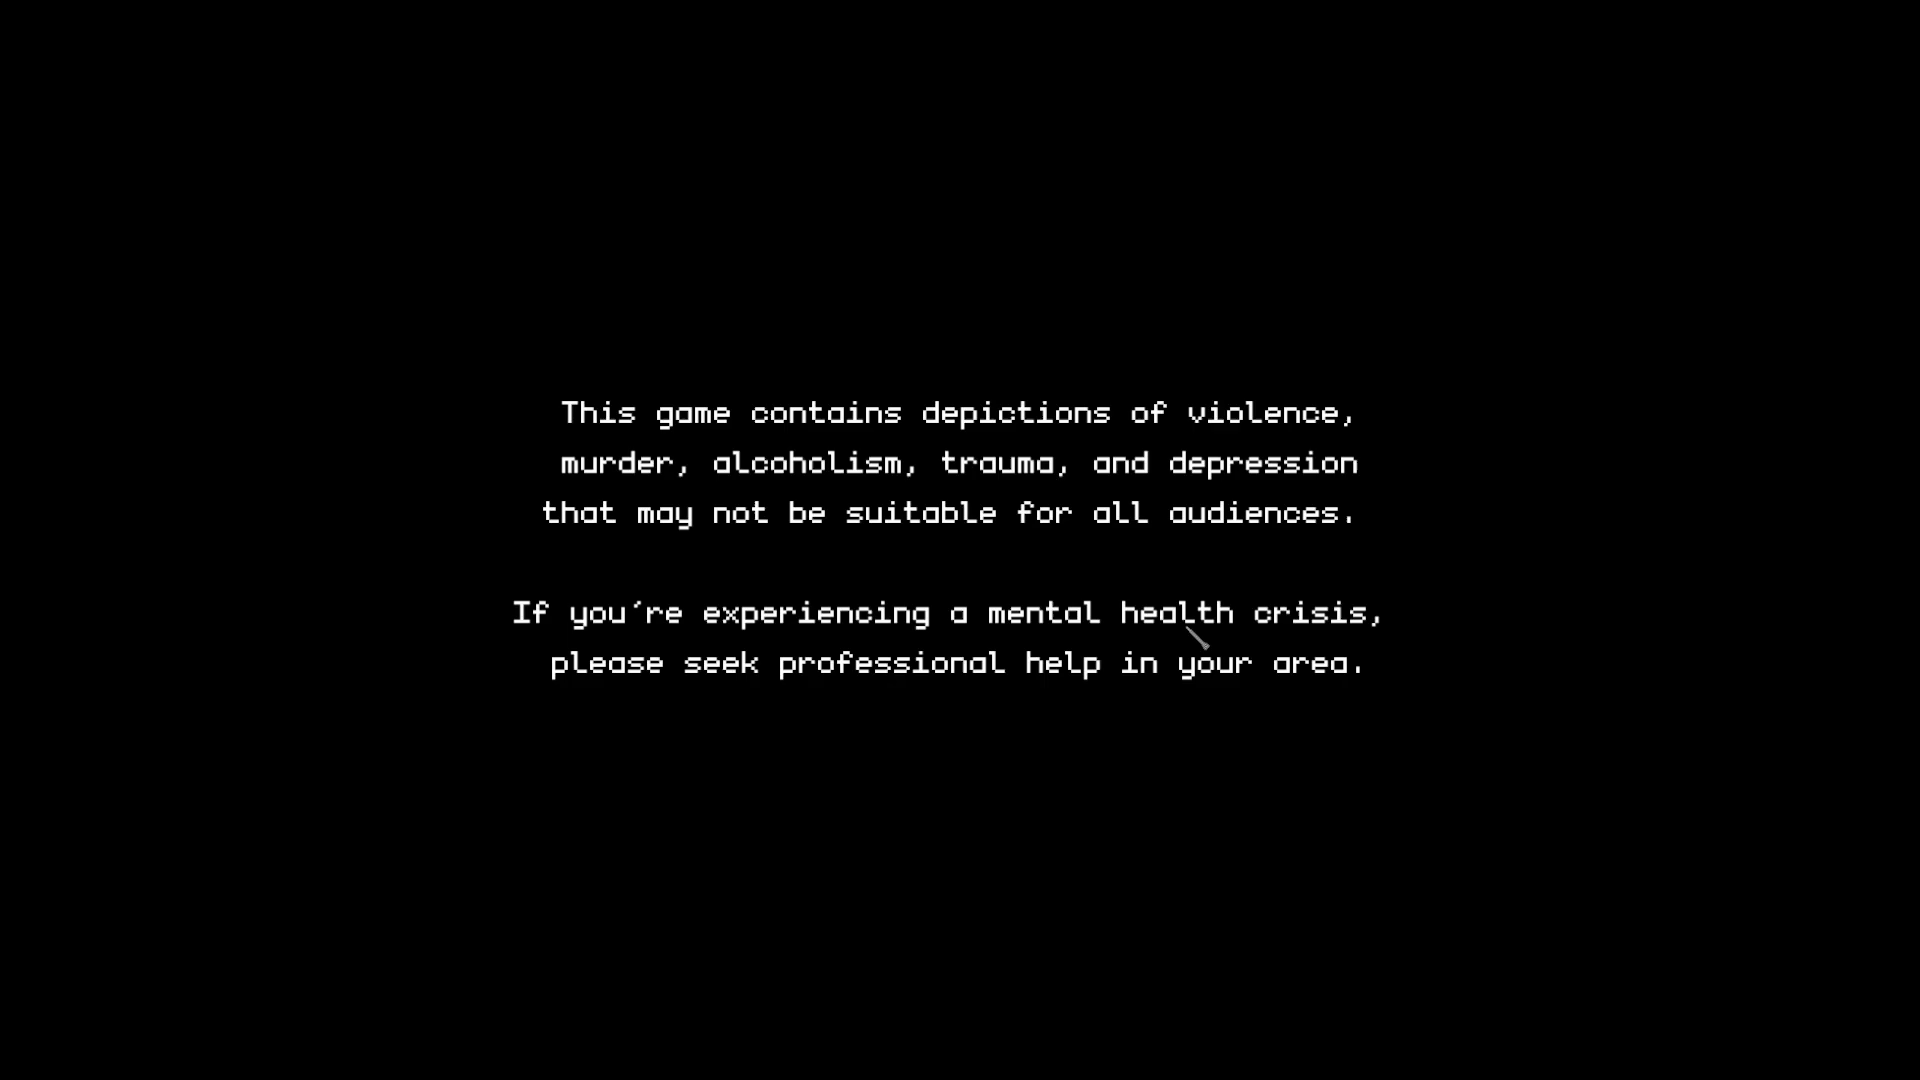 This game contains depictions of violence,
murder, alcoholism, trauma, and depression
that may not be suitable for all audiences.
If you're experiencing a mental health crisis,
please seek professional help in your area.